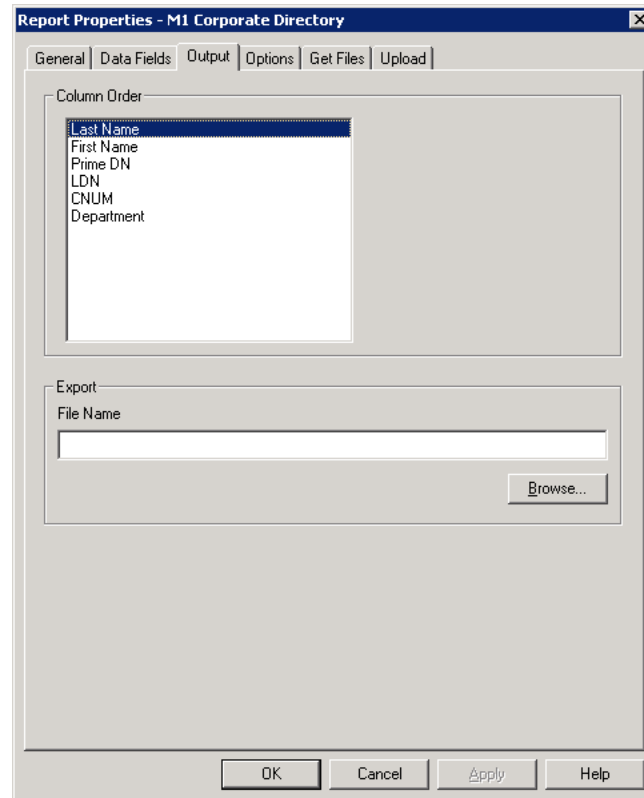 Report Properties - M1 Corporate Directory
General Data Fields Output Options Get Files Upload
Column Order
Last Name
First Name
Prime DN
LDN
CNUM
Department
Export
File Name
Browse...
OK Cancel Apply Help